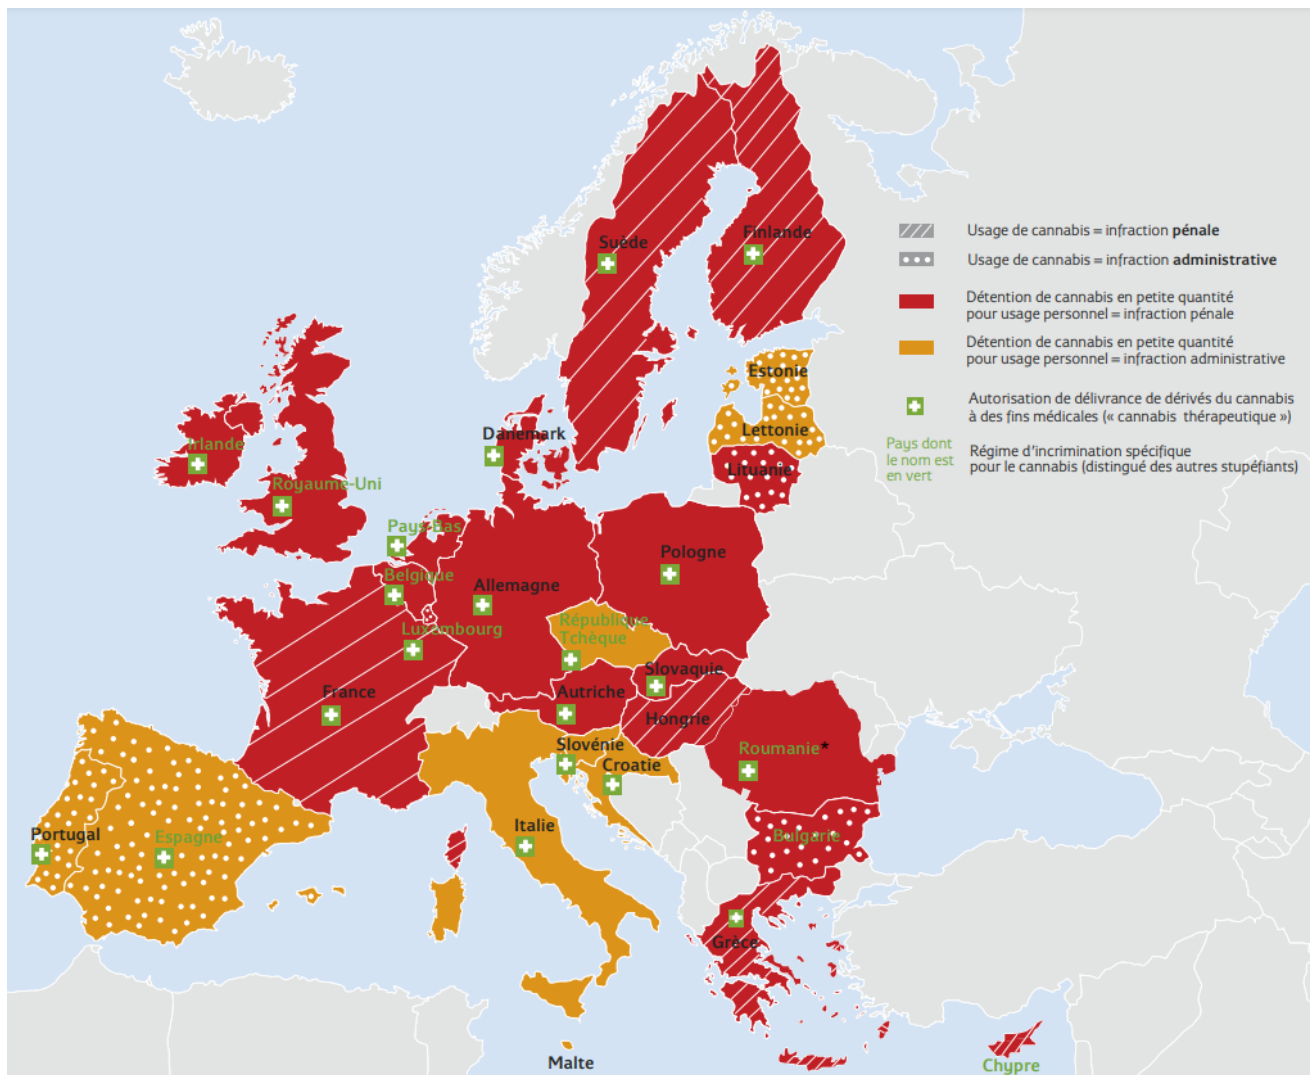 Suède
Finlande
Usage de cannabis = infraction pénale
Usage de cannabis = infraction administrative
Détention de cannabis en petite quantité
pour usage personnel = infraction pénale
Détention de cannabis en petite quantité
pour usage personnel = infraction administrative
Autorisation de délivrance de dérivés du cannabis
à des fins médicales (« cannabis thérapeutique »)
Pays dont
le nom est
en vert
Régime d'incrimination spécifique
pour le cannabis (distingué des autres stupéfiants)
Estonie
Lettonie
Lituanie
Danemark
Irlande
Royaume-Uni
Pays-Bas
Belgique
Allemagne
Pologne
Luxembourg
République
Tchèque
Slovaquie
France
Autriche
Hongrie
Slovénie
Croatie
Roumanie*
Portugal
Espagne
Italie
Bulgarie
Grèce
Malte
Chypre